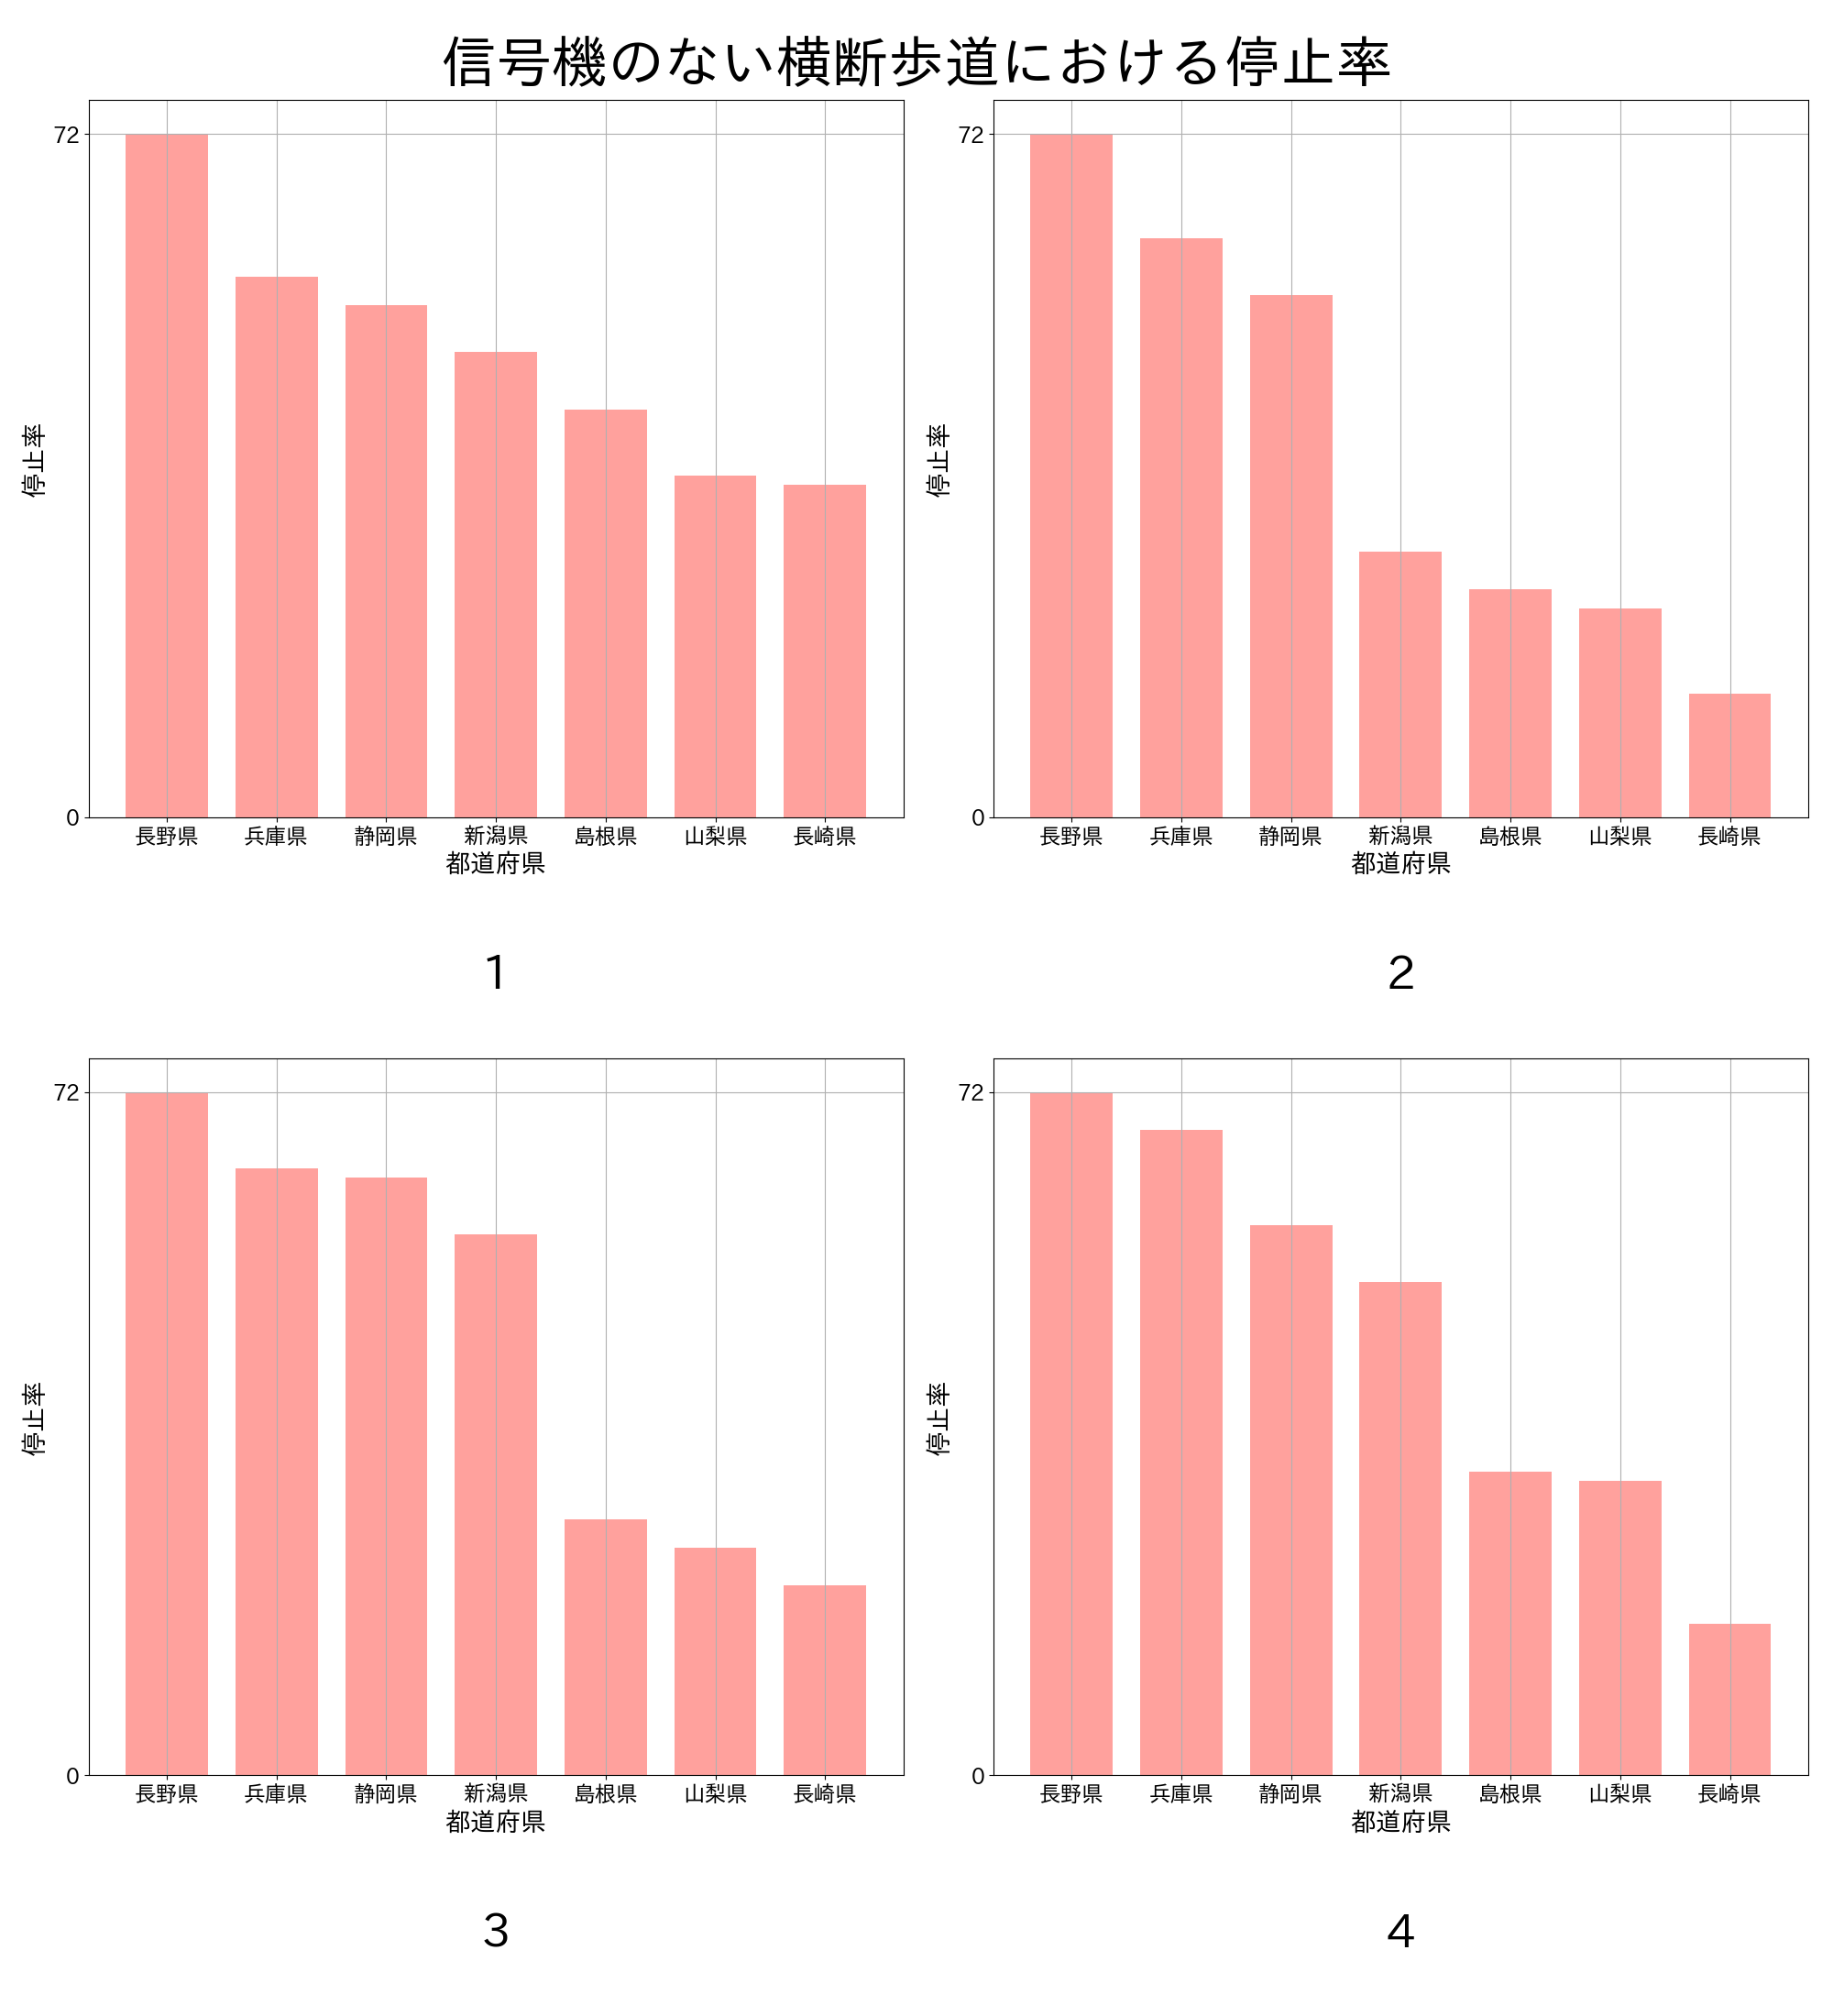 信号機のない横断歩道における停止率
72
0
停止率
長野県 兵庫県 静岡県 新潟県 島根県 山梨県 長崎県
都道府県
1
72
0
停止率
長野県 兵庫県 静岡県 新潟県 島根県 山梨県 長崎県
都道府県
2
72
0
停止率
長野県 兵庫県 静岡県 新潟県 島根県 山梨県 長崎県
都道府県
3
72
0
停止率
長野県 兵庫県 静岡県 新潟県 島根県 山梨県 長崎県
都道府県
4